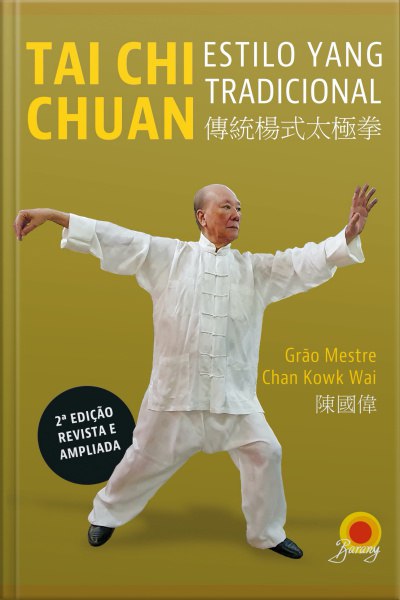 TAI CHI
CHUAN
ESTILO YANG
TRADICIONAL
傳統楊式太極拳
Grão Mestre
Chan Kowk Wai
陳國偉
2ª EDIÇÃO
REVISTA E
AMPLIADA
Barany